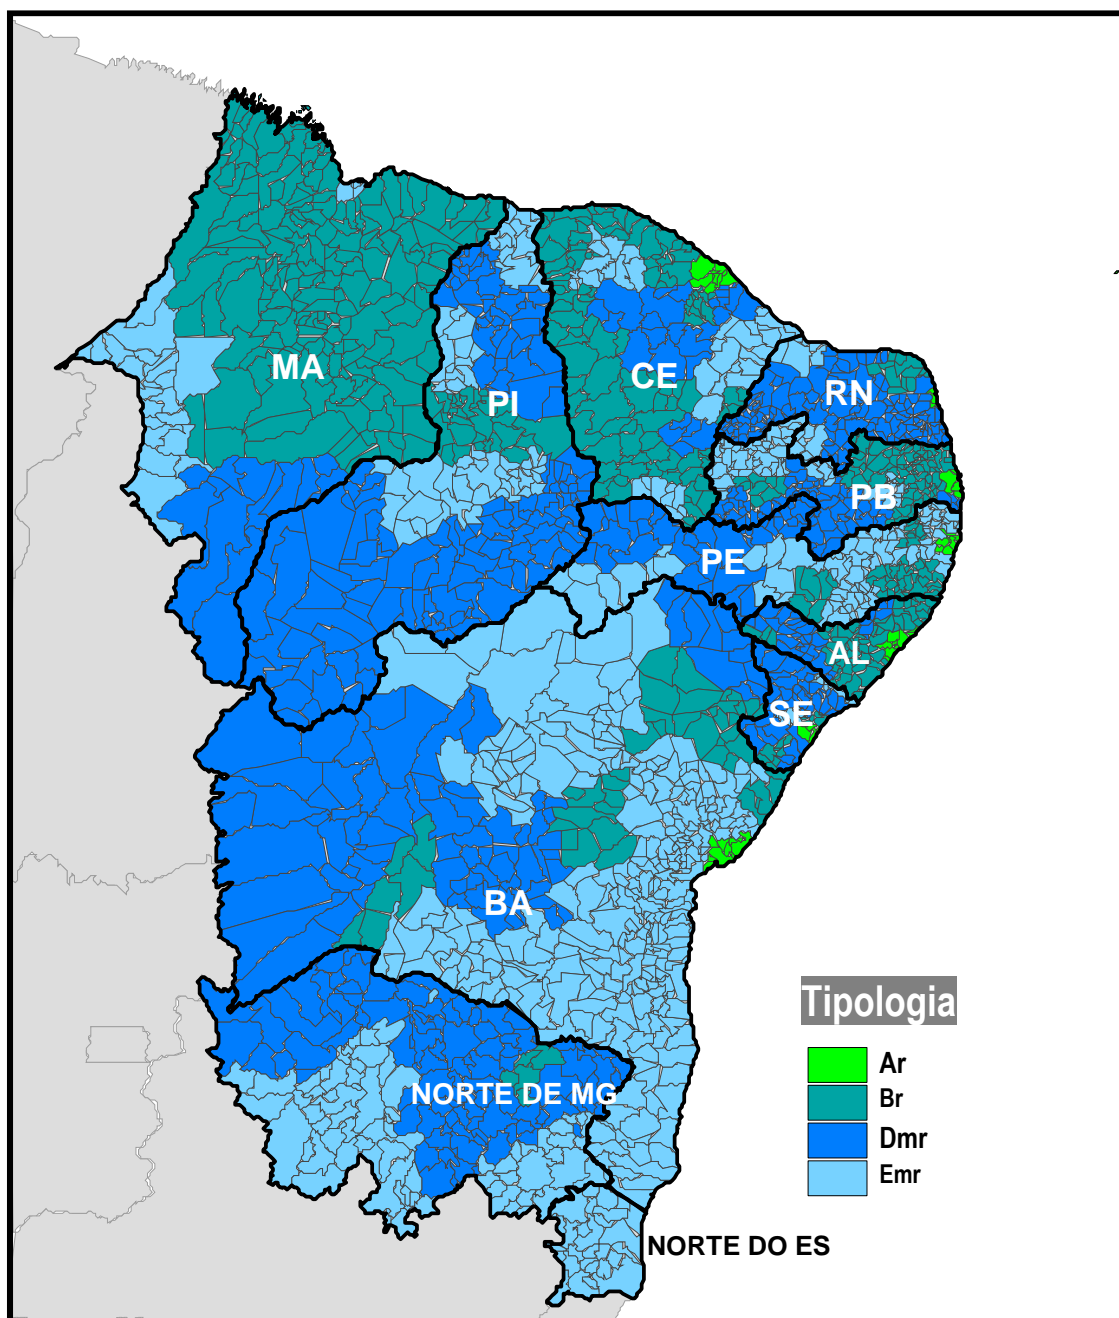 MA
PI
CE
RN
PB
PE
AL
SE
BA
NORTE DE MG
NORTE DO ES
Tipologia
Ar
Br
Dmr
Emr